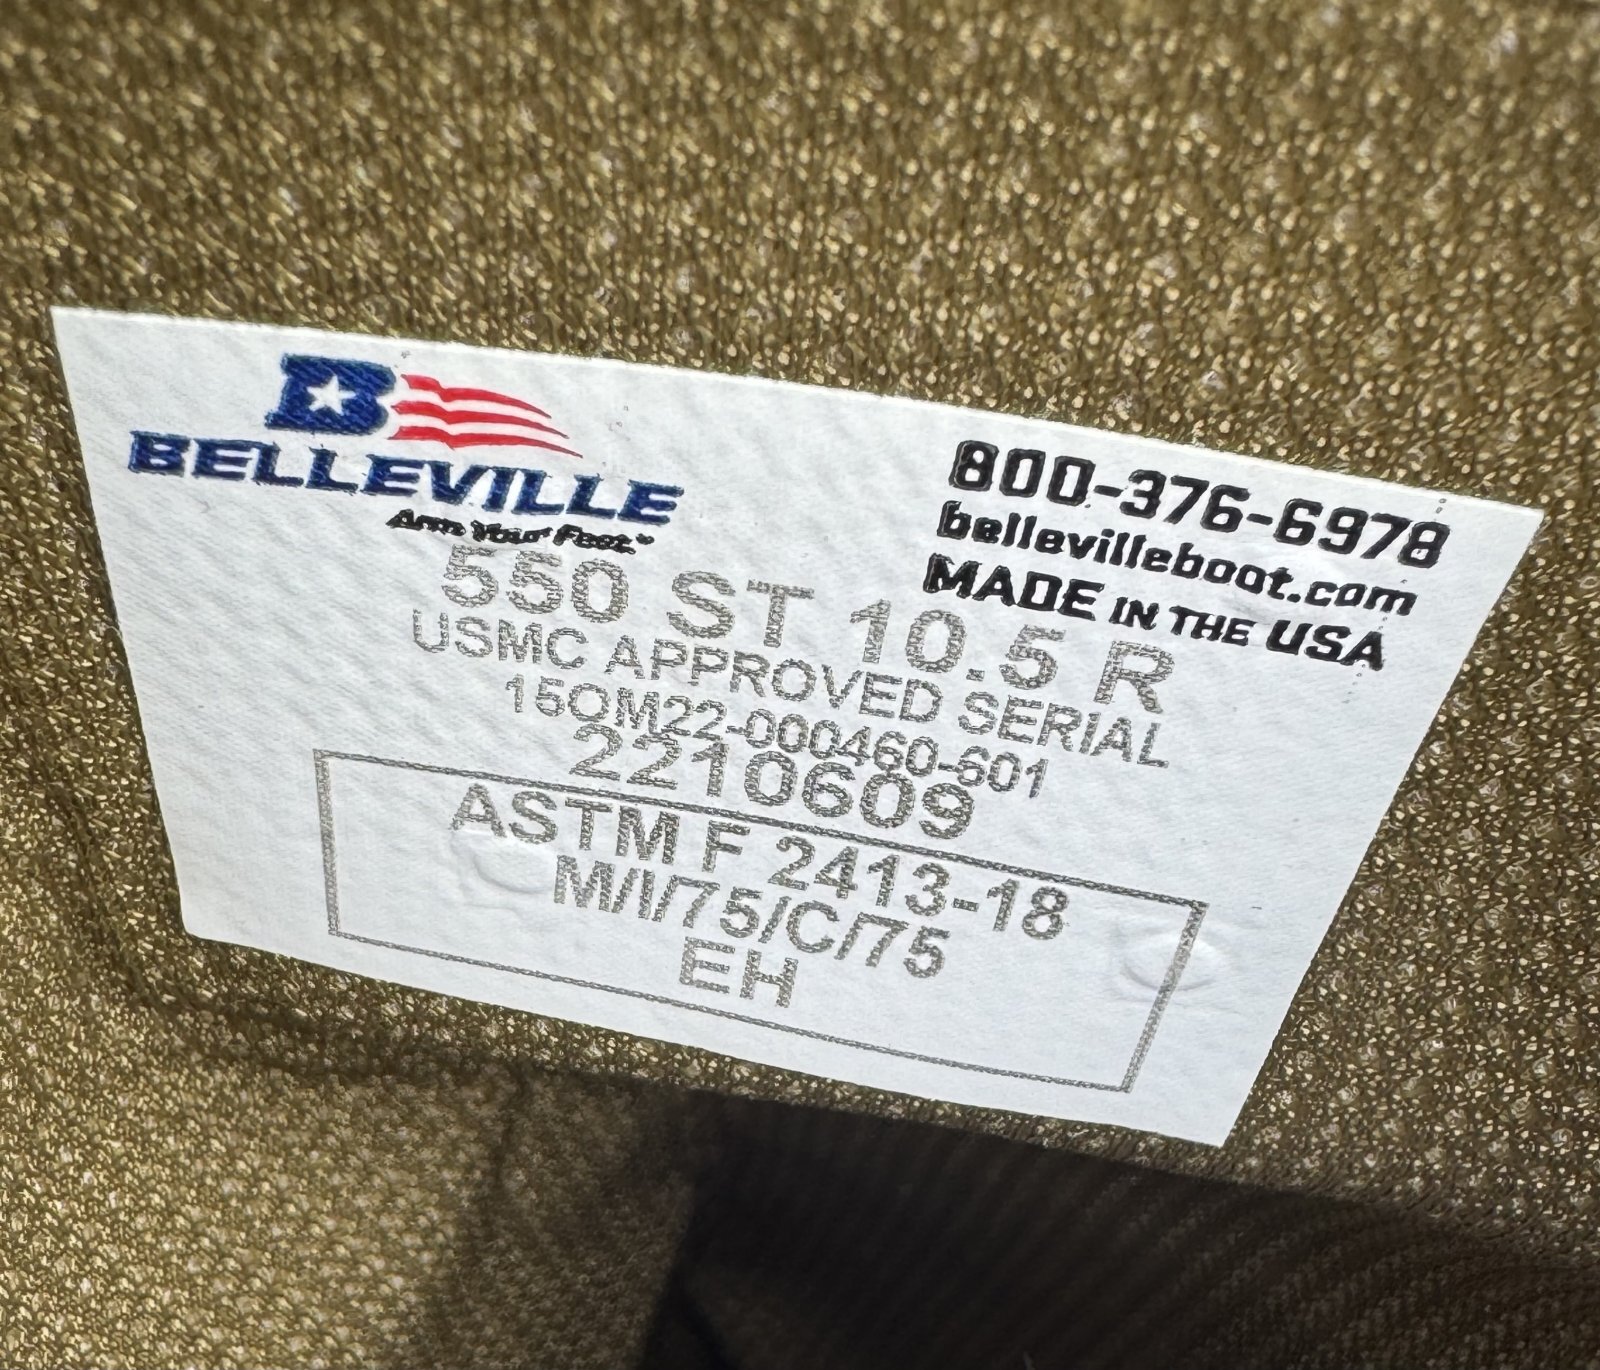 B
BELLEVILLE
Arm Your Feet™
800-376-6978
bellevilleboot.com
MADE IN THE USA
550 ST 10.5 R
USMC APPROVED SERIAL
15OM22-000460-601
2210609
ASTM F 2413-18
M/I/75/C/75
EH